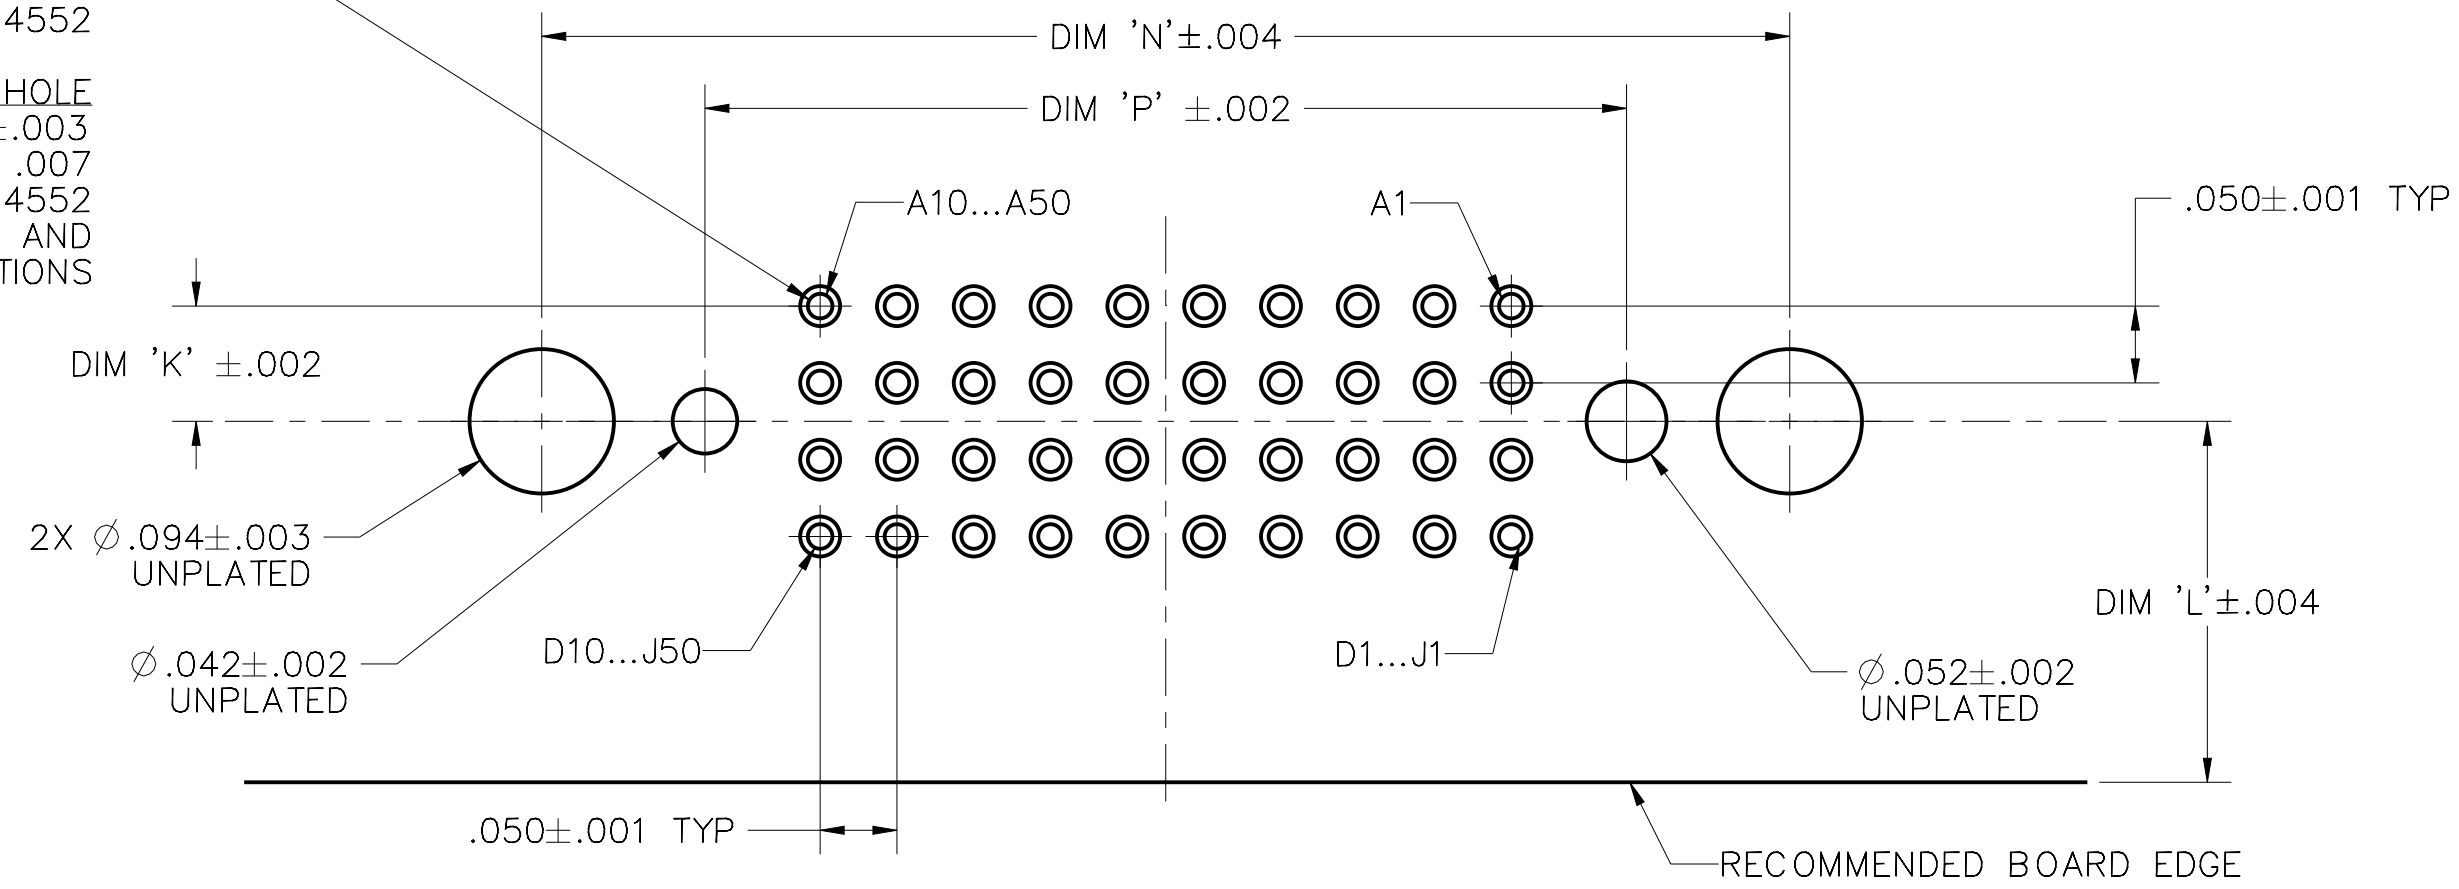 4552
HOLE
±.003
.007
4552
AND
TIONS
DIM 'N'±.004
DIM 'P' ±.002
A10...A50
A1
.050±.001 TYP
DIM 'K' ±.002
2X Ø.094±.003
UNPLATED
Ø.042±.002
UNPLATED
D10...J50
D1...J1
DIM 'L'±.004
Ø.052±.002
UNPLATED
.050±.001 TYP
RECOMMENDED BOARD EDGE